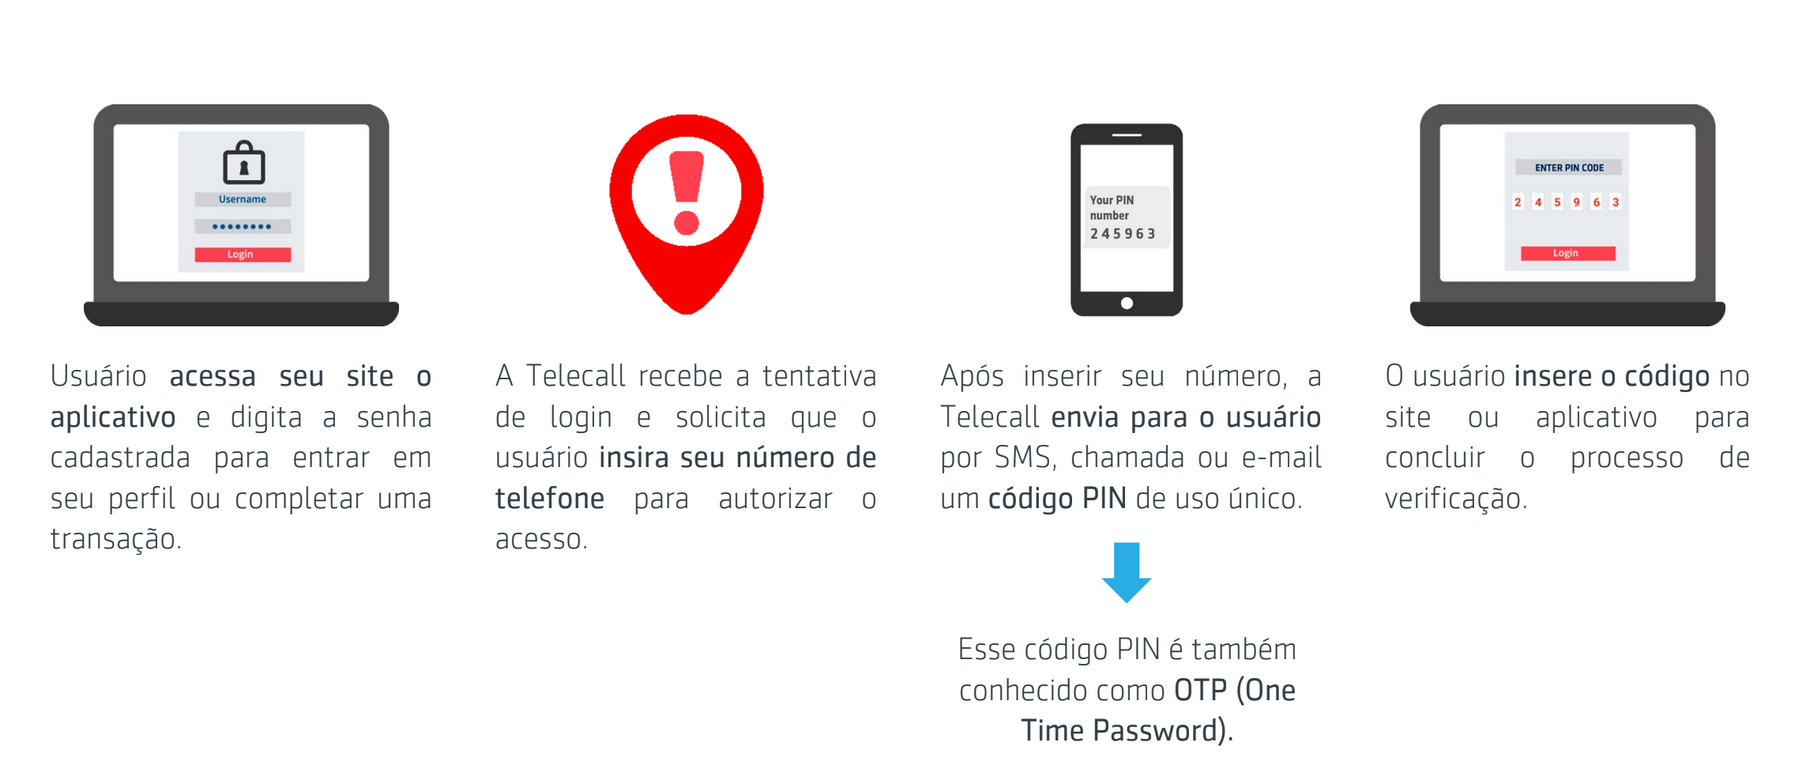 Username
Login
Your PIN
number
2 4 5 9 6 3
ENTER PIN CODE
2 4 5 9 6 3
Login
Usuário acessa seu site o
aplicativo e digita a senha
cadastrada para entrar em
seu perfil ou completar uma
transação.
A Telecall recebe a tentativa
de login e solicita que o
usuário insira seu número de
telefone para autorizar o
acesso.
Após inserir seu número, a
Telecall envia para o usuário
por SMS, chamada ou e-mail
um código PIN de uso único.
Esse código PIN é também
conhecido como OTP (One
Time Password).
O usuário insere o código no
site ou aplicativo para
concluir o processo de
verificação.